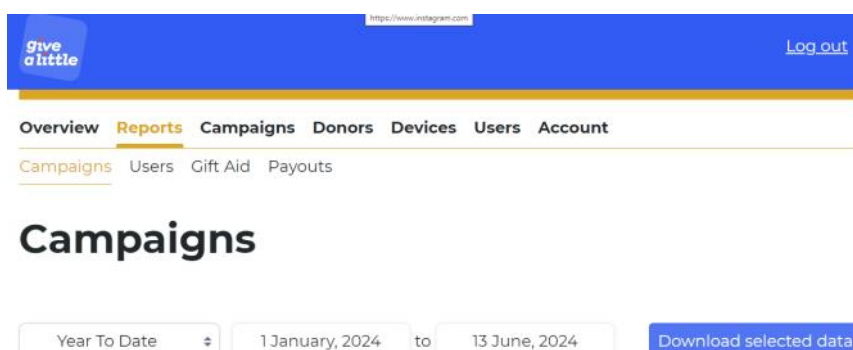 https://www.instagram.com
give
a little
Log out
Overview Reports Campaigns Donors Devices Users Account
Campaigns Users Gift Aid Payouts
Campaigns
Year To Date 1 January, 2024 to 13 June, 2024 Download selected data